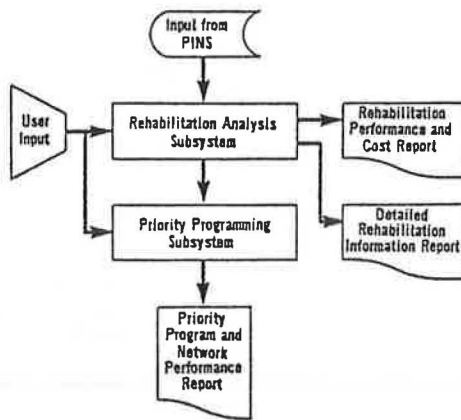 Input from
PINS
User
Input
Rehabilitation Analysis
Subsystem
Rehabilitation
Performance and
Cost Report
Priority Programming
Subsystem
Detailed
Rehabilitation
Information Report
Priority
Program and
Network
Performance
Report